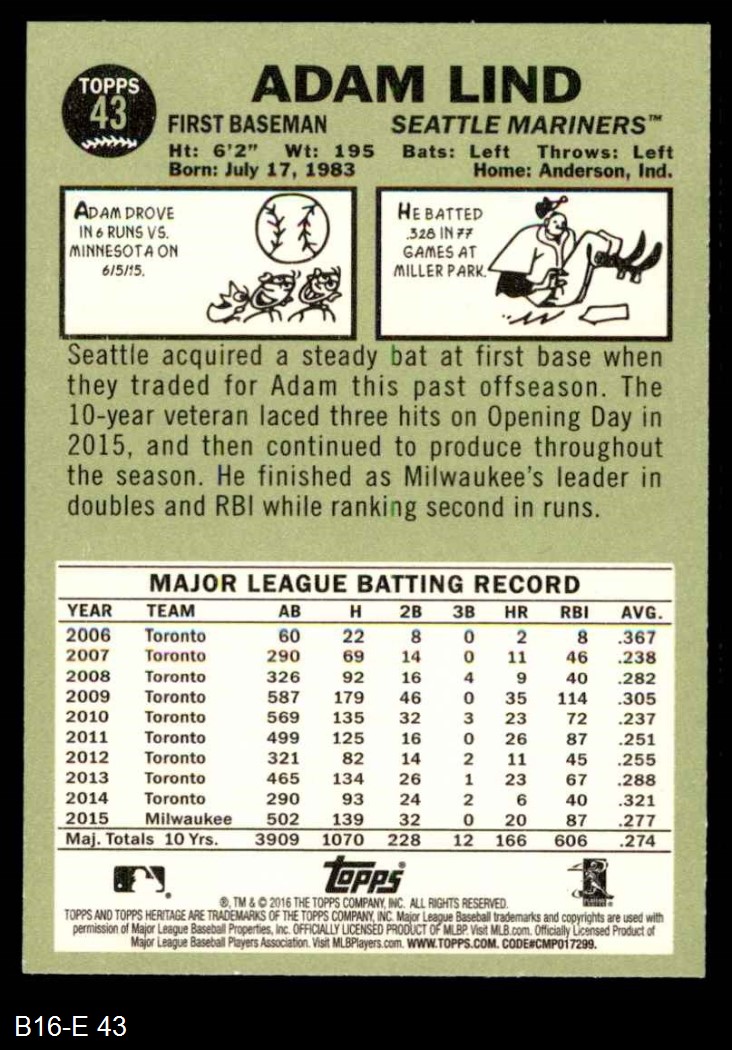 TOPPS
43
ADAM LIND
FIRST BASEMAN SEATTLE MARINERS™
Ht: 6'2" Wt: 195 Bats: Left Throws: Left
Born: July 17, 1983 Home: Anderson, Ind.
ADAM DROVE
IN 6 RUNS VS.
MINNESOTA ON
6/5/15.
HE BATTED
.328 IN 77
GAMES AT
MILLER PARK.
Seattle acquired a steady bat at first base when
they traded for Adam this past offseason. The
10-year veteran laced three hits on Opening Day in
2015, and then continued to produce throughout
the season. He finished as Milwaukee's leader in
doubles and RBI while ranking second in runs.
MAJOR LEAGUE BATTING RECORD
YEAR TEAM AB H 2B 3B HR RBI AVG.
2006 Toronto 60 22 8 0 2 8 .367
2007 Toronto 290 69 14 0 11 46 .238
2008 Toronto 326 92 16 4 9 40 .282
2009 Toronto 587 179 46 0 35 114 .305
2010 Toronto 569 135 32 3 23 72 .237
2011 Toronto 499 125 16 0 26 87 .251
2012 Toronto 321 82 14 2 11 45 .255
2013 Toronto 465 134 26 1 23 67 .288
2014 Toronto 290 93 24 2 6 40 .321
2015 Milwaukee 502 139 32 0 20 87 .277
Maj. Totals 10 Yrs. 3909 1070 228 12 166 606 .274
topps®
®, TM & © 2016 THE TOPPS COMPANY, INC. ALL RIGHTS RESERVED.
TOPPS AND TOPPS HERITAGE ARE TRADEMARKS OF THE TOPPS COMPANY, INC. Major League Baseball trademarks and copyrights are used with
permission of Major League Baseball Properties, Inc. OFFICIALLY LICENSED PRODUCT OF MLBP. Visit MLB.com. Officially Licensed Product of
Major League Baseball Players Association. Visit MLBPlayers.com. WWW.TOPPS.COM. CODE#CMP017299.
B16-E 43